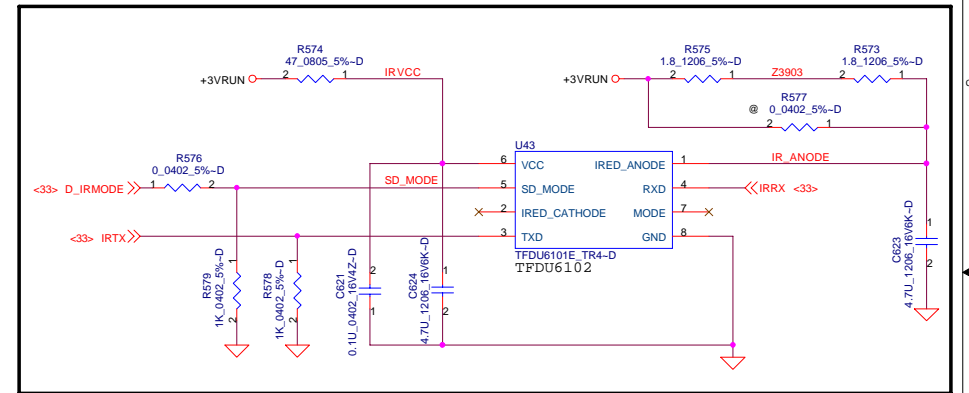 R574
47_0805_5%~D
+3VRUN
2
1
IRVCC
R575
1.8_1206_5%~D
+3VRUN
2
1
Z3903
R573
1.8_1206_5%~D
2
1
R577
@ 0_0402_5%~D
2
1
U43
6
VCC
IRED_ANODE
1
IR_ANODE
R576
0_0402_5%~D
<33> D_IRMODE
1
2
SD_MODE
5
SD_MODE
RXD
4
IRRX <33>
2
IRED_CATHODE
MODE
7
<33> IRTX
3
TXD
GND
8
TFDU6101E_TR4~D
TFDU6102
R579
1K_0402_5%~D
1
2
R578
1K_0402_5%~D
1
2
C621
0.1U_0402_16V4Z~D
2
1
C624
4.7U_1206_16V6K~D
1
2
C623
4.7U_1206_16V6K~D
1
2